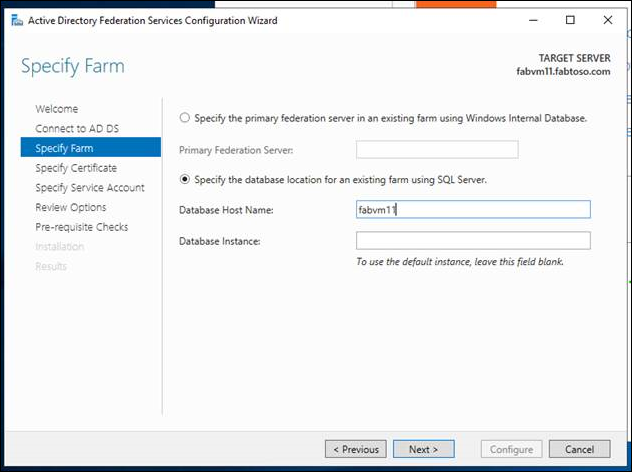 Active Directory Federation Services Configuration Wizard
Specify Farm
TARGET SERVER
fabvm11.fabtoso.com
Welcome
Connect to AD DS
Specify Farm
Specify Certificate
Specify Service Account
Review Options
Pre-requisite Checks
Installation
Results
Specify the primary federation server in an existing farm using Windows Internal Database.
Primary Federation Server:
Specify the database location for an existing farm using SQL Server.
Database Host Name:
fabvm11
Database Instance:
To use the default instance, leave this field blank.
< Previous
Next >
Configure
Cancel